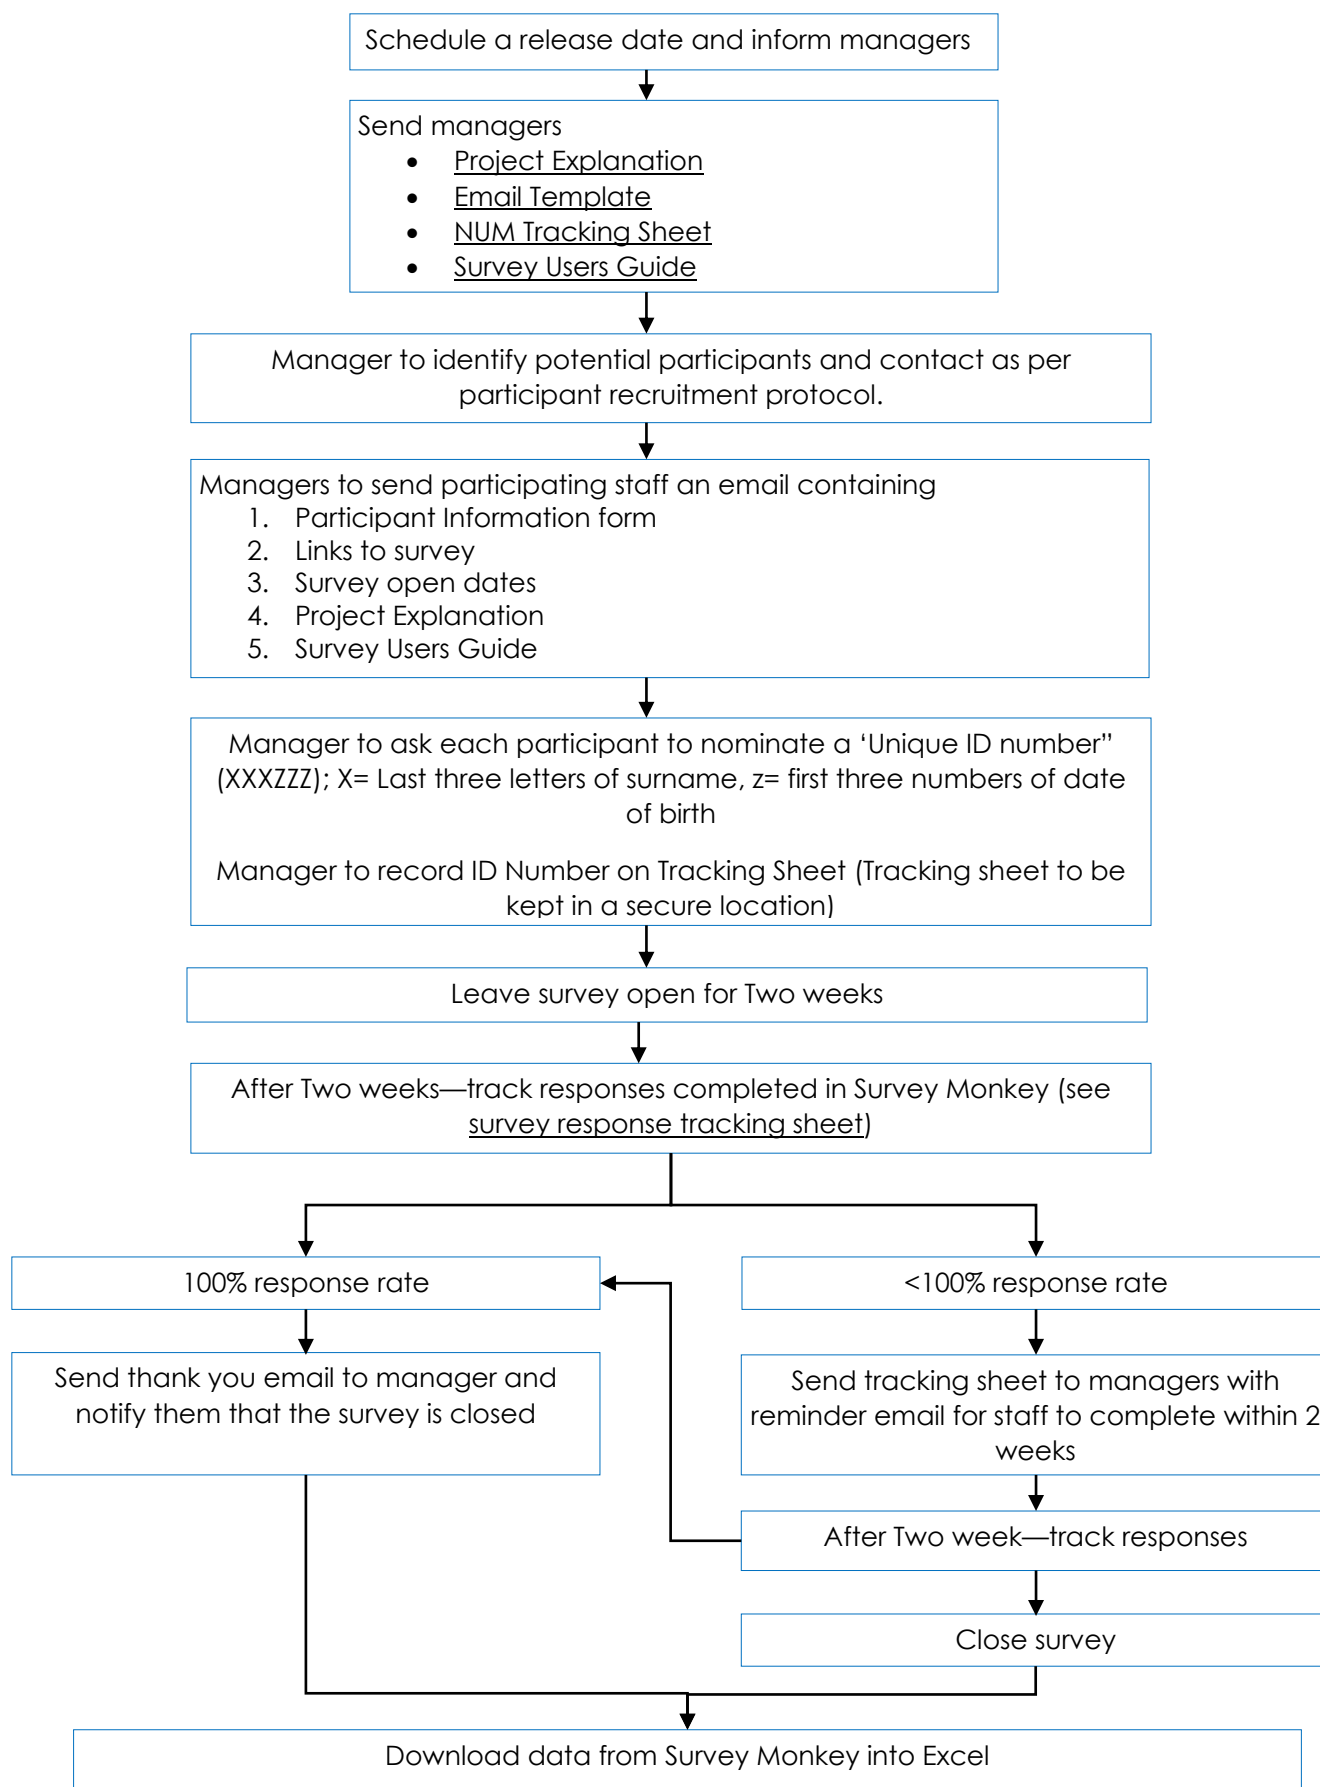 Schedule a release date and inform managers
Send managers
• Project Explanation
• Email Template
• NUM Tracking Sheet
• Survey Users Guide
Manager to identify potential participants and contact as per
participant recruitment protocol.
Managers to send participating staff an email containing
1. Participant Information form
2. Links to survey
3. Survey open dates
4. Project Explanation
5. Survey Users Guide
Manager to ask each participant to nominate a ‘Unique ID number”
(XXXZZZ); X= Last three letters of surname, z= first three numbers of date
of birth
Manager to record ID Number on Tracking Sheet (Tracking sheet to be
kept in a secure location)
Leave survey open for Two weeks
After Two weeks—track responses completed in Survey Monkey (see
survey response tracking sheet)
100% response rate
<100% response rate
Send thank you email to manager and
notify them that the survey is closed
Send tracking sheet to managers with
reminder email for staff to complete within 2
weeks
After Two week—track responses
Close survey
Download data from Survey Monkey into Excel